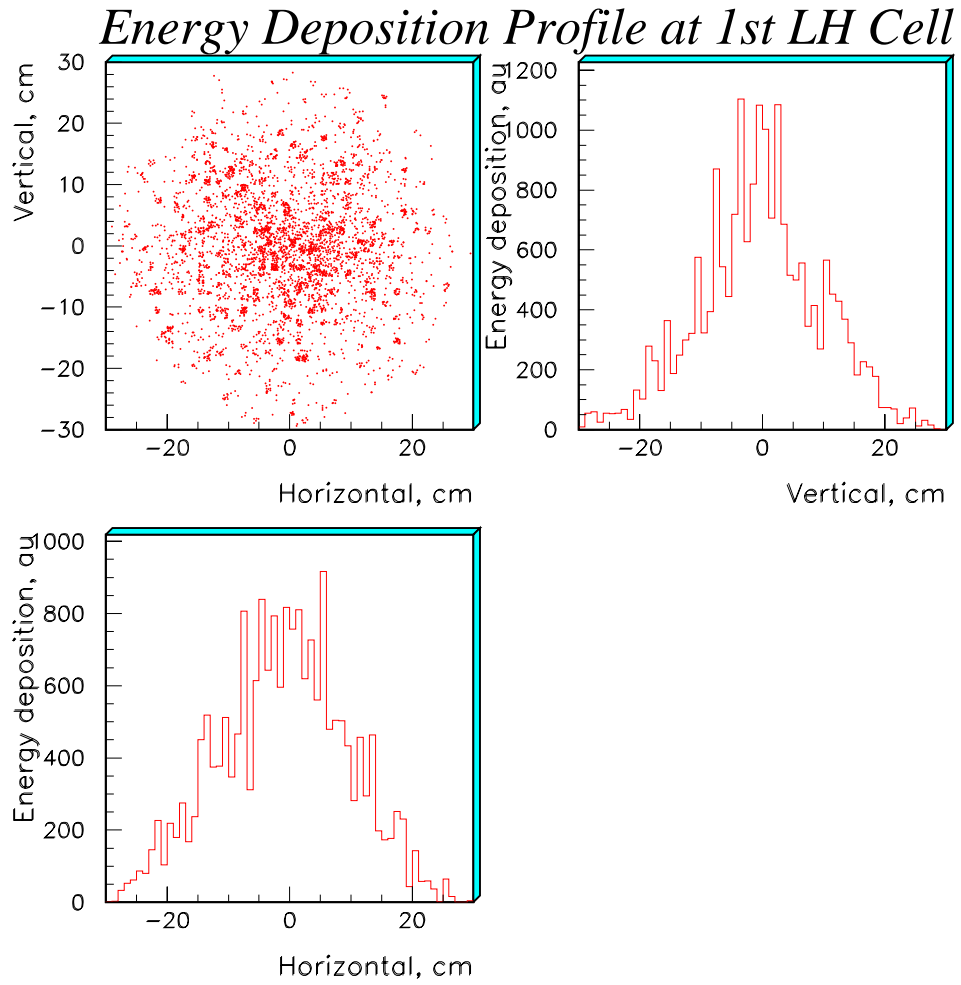 Energy Deposition Profile at 1st LH Cell
Vertical, cm
30
20
10
0
−10
−20
−30
−20 0 20
Horizontal, cm
Energy deposition, au
1200
1000
800
600
400
200
0
−20 0 20
Vertical, cm
Energy deposition, au
1000
800
600
400
200
0
−20 0 20
Horizontal, cm